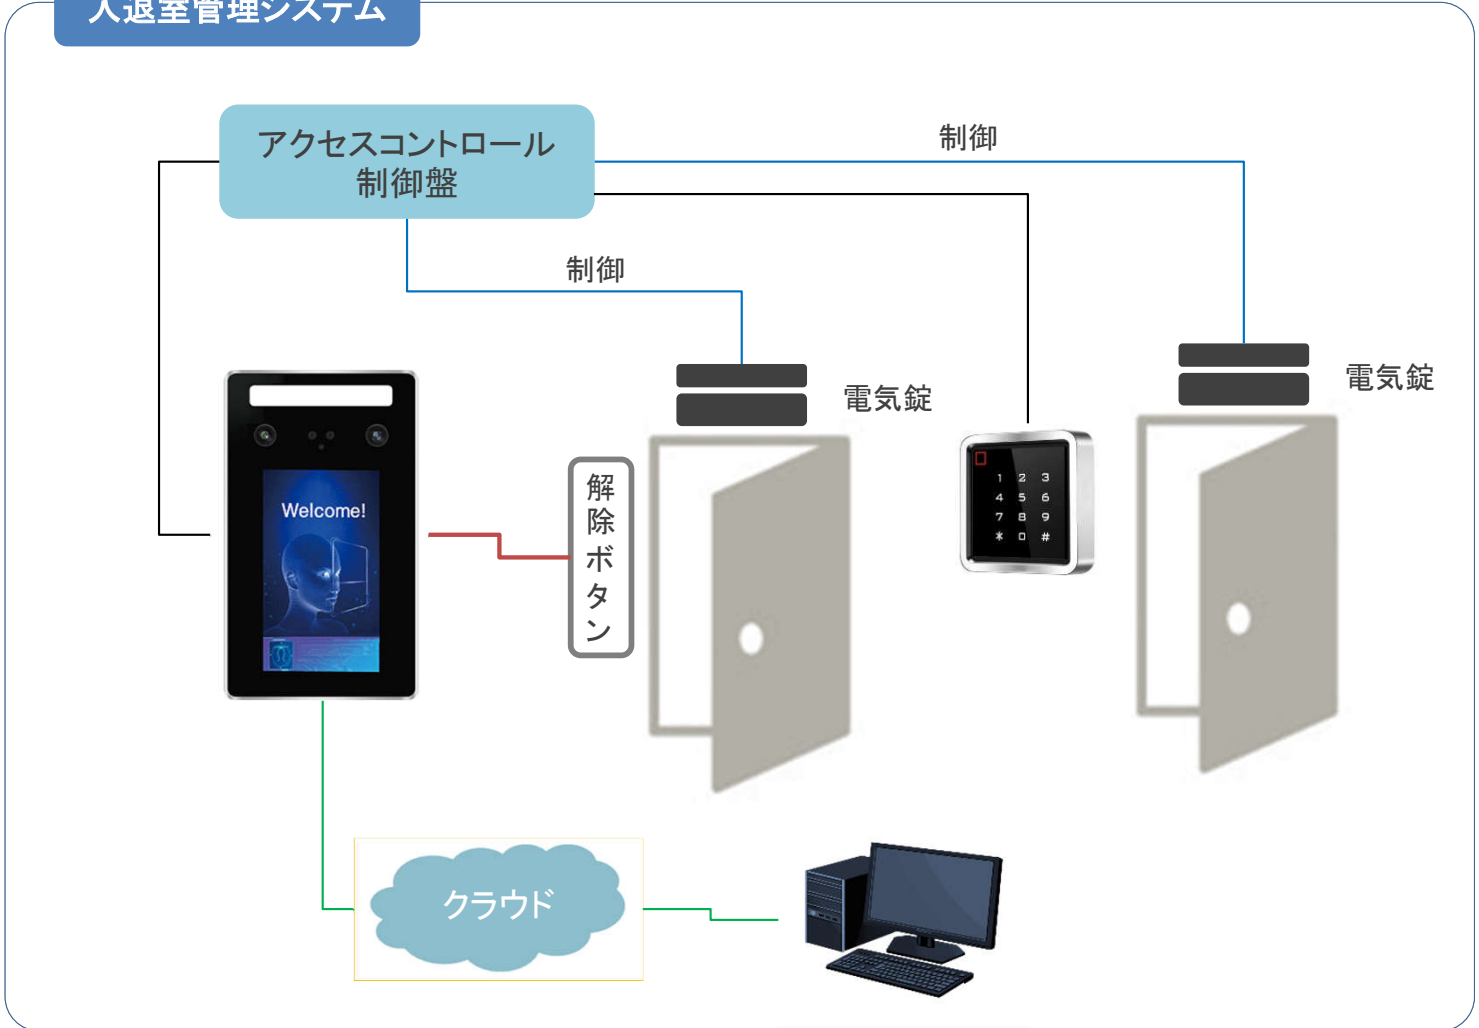 入退室管理システム
アクセスコントロール
制御盤
制御
制御
電気錠
電気錠
Welcome!
解除ボタン
1 2 3
4 5 6
7 8 9
* 0 #
クラウド